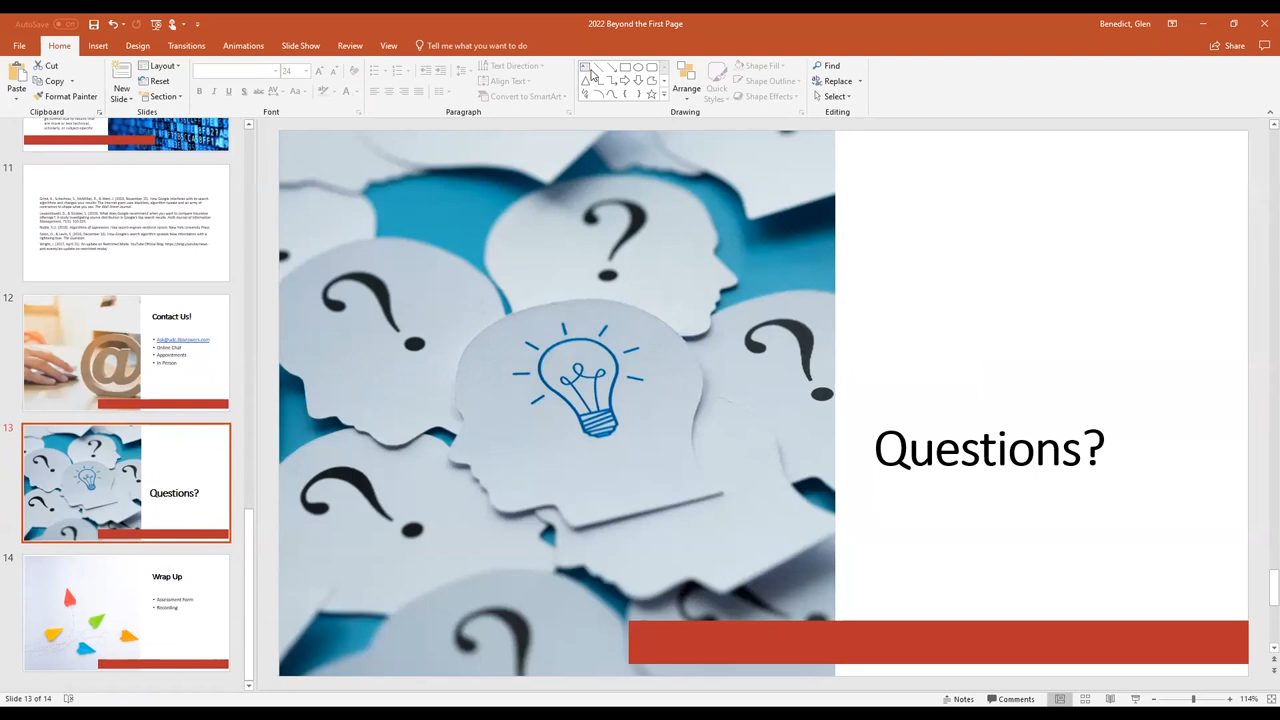 AutoSave Off
2022 Beyond the First Page
Benedict, Glen
File Home Insert Design Transitions Animations Slide Show Review View Tell me what you want to do Share
Paste Cut Copy Format Painter
New Slide Layout Reset Section
24
Text Direction Align Text Convert to SmartArt
Arrange Quick Styles Shape Fill Shape Outline Shape Effects
Find Replace Select
Clipboard Slides Font Paragraph Drawing Editing
11
12
Contact Us!
Online Chat
Appointments
In Person
13
Questions?
14
Wrap Up
Assessment Form
Recording
Questions?
Slide 13 of 14 Notes Comments 114%